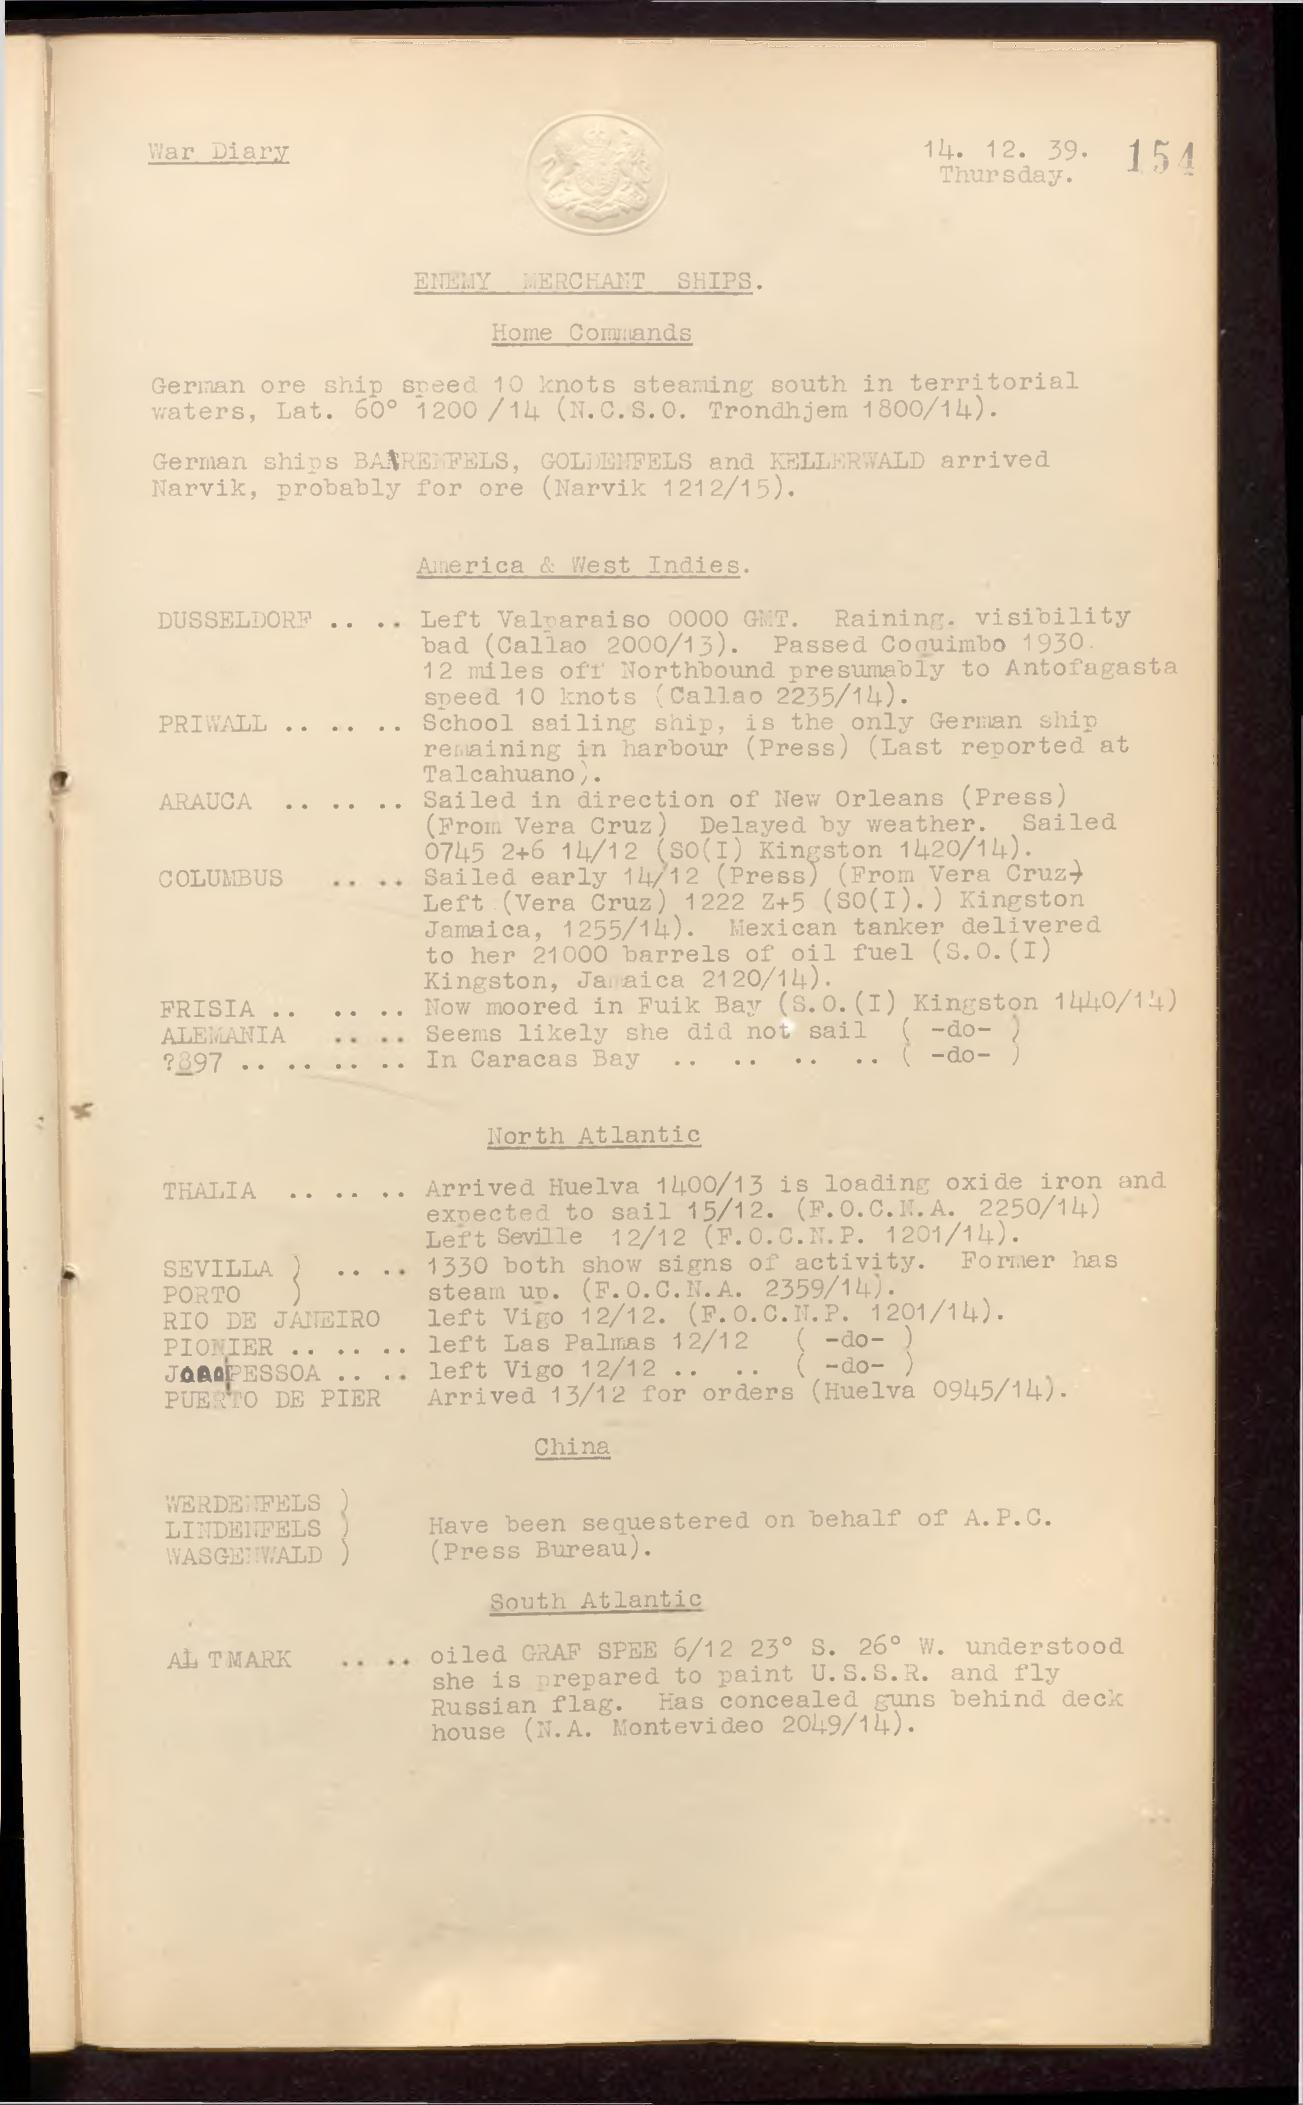 War Diary
14. 12. 39. 154
Thursday.
ENEMY MERCHANT SHIPS.
Home Commands
German ore ship speed 10 knots steaming south in territorial
waters, Lat. 60° 1200/14 (N.C.S.O. Trondhjem 1800/14).
German ships BARENFELS, GOLDENFELS and KELLERWALD arrived
Narvik, probably for ore (Narvik 1212/15).
America & West Indies.
DUSSELDORF .. .. Left Valparaiso 0000 GMT. Raining. visibility
bad (Callao 2000/13). Passed Coquimbo 1930.
12 miles off Northbound presumably to Antofagasta
speed 10 knots (Callao 2235/14).
PRIWALL .. .. .. School sailing ship, is the only German ship
remaining in harbour (Press) (Last reported at
Talcahuano).
ARAUCA .. .. .. Sailed in direction of New Orleans (Press)
(From Vera Cruz) Delayed by weather. Sailed
0745 2+6 14/12 (SO(I) Kingston 1420/14).
COLUMBUS .. .. Sailed early 14/12 (Press) (From Vera Cruz)
Left (Vera Cruz) 1222 Z+5 (SO(I).) Kingston
Jamaica, 1255/14). Mexican tanker delivered
to her 21000 barrels of oil fuel (S.O.(I)
Kingston, Jamaica 2120/14).
FRISIA .. .. .. Now moored in Fuik Bay (S.O.(I) Kingston 1440/14)
ALEMANIA .. .. Seems likely she did not sail ( -do- )
?897 .. .. .. .. In Caracas Bay .. .. .. .. ( -do- )
North Atlantic
THALIA .. .. .. Arrived Huelva 1400/13 is loading oxide iron and
expected to sail 15/12. (F.O.C.N.A. 2250/14)
Left Seville 12/12 (F.O.C.N.P. 1201/14).
SEVILLA ) .. .. 1330 both show signs of activity. Former has
PORTO ) steam up. (F.O.C.N.A. 2359/14).
RIO DE JANEIRO left Vigo 12/12. (F.O.C.N.P. 1201/14).
PIONIER .. .. .. left Las Palmas 12/12 ( -do- )
JOAO PESSOA .. .. left Vigo 12/12 .. .. ( -do- )
PUERTO DE PIER Arrived 13/12 for orders (Huelva 0945/14).
China
WERDENFELS )
LINDENFELS ) Have been sequestered on behalf of A.P.C.
WASGENWALD ) (Press Bureau).
South Atlantic
ALTMARK .. .. oiled GRAF SPEE 6/12 23° S. 26° W. understood
she is prepared to paint U.S.S.R. and fly
Russian flag. Has concealed guns behind deck
house (N.A. Montevideo 2049/14).